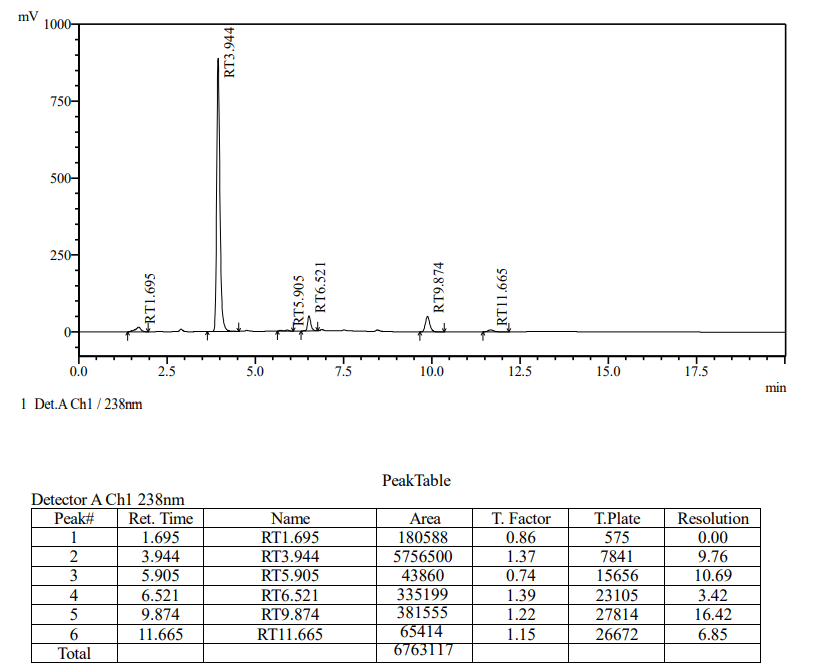 mV
1000
750
500
250
0
RT1.695
RT3.944
RT5.905
RT6.521
RT9.874
RT11.665
0.0 2.5 5.0 7.5 10.0 12.5 15.0 17.5
min
1 Det.A Ch1 / 238nm
PeakTable
Detector A Ch1 238nm
Peak# Ret. Time Name Area T. Factor T.Plate Resolution
1 1.695 RT1.695 180588 0.86 575 0.00
2 3.944 RT3.944 5756500 1.37 7841 9.76
3 5.905 RT5.905 43860 0.74 15656 10.69
4 6.521 RT6.521 335199 1.39 23105 3.42
5 9.874 RT9.874 381555 1.22 27814 16.42
6 11.665 RT11.665 65414 1.15 26672 6.85
Total 6763117